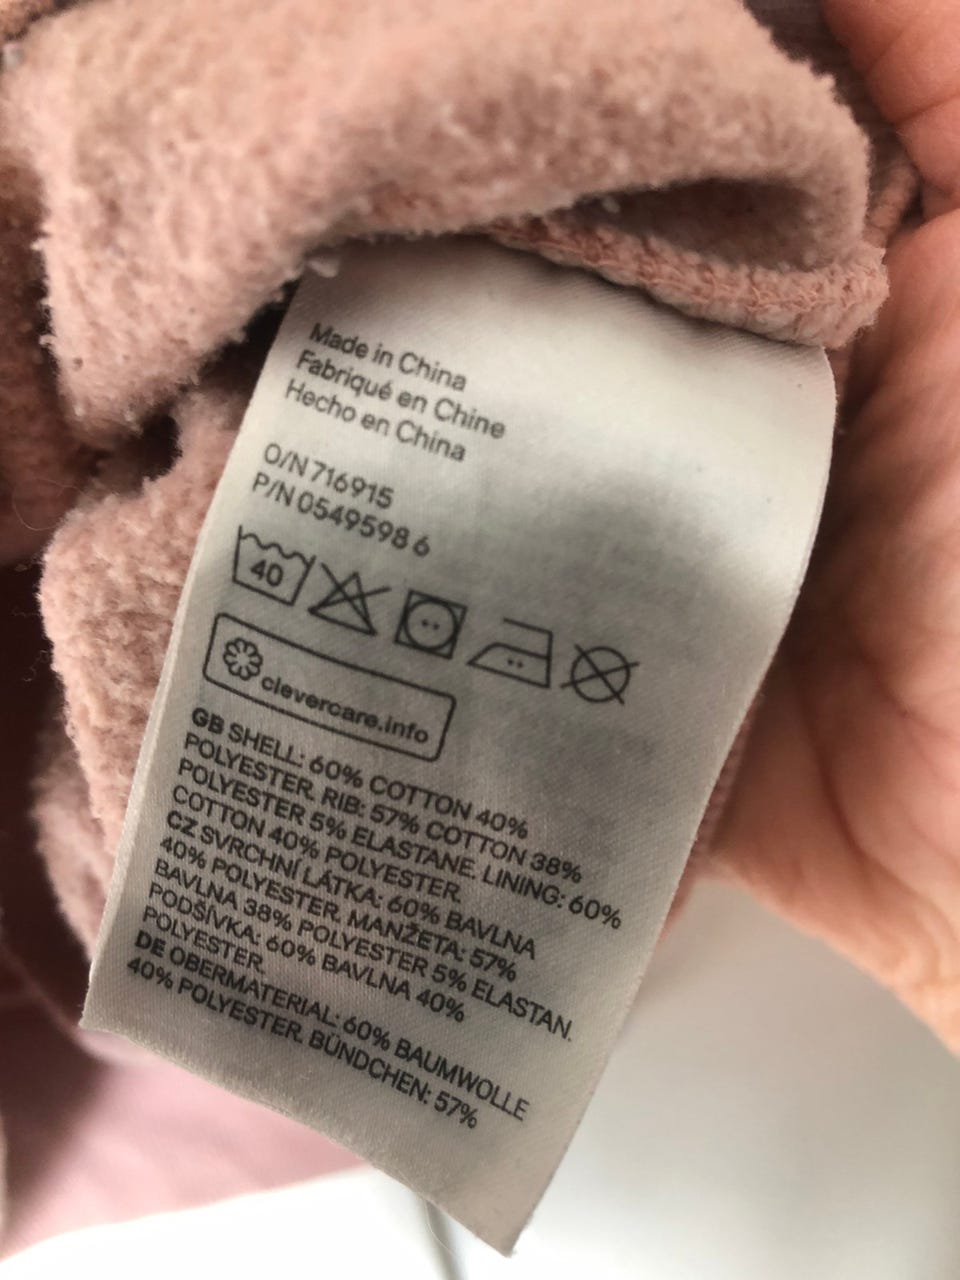 Made in China
Fabriqué en Chine
Hecho en China
O/N 716915
P/N 0549598 6
40
clevercare.info
GB SHELL: 60% COTTON 40%
POLYESTER. RIB: 57% COTTON 38%
POLYESTER 5% ELASTANE. LINING: 60%
COTTON 40% POLYESTER.
CZ SVRCHNÍ LÁTKA: 60% BAVLNA
40% POLYESTER. MANŽETA: 57%
BAVLNA 38% POLYESTER 5% ELASTAN.
PODŠÍVKA: 60% BAVLNA 40%
POLYESTER.
DE OBERMATERIAL: 60% BAUMWOLLE
40% POLYESTER. BÜNDCHEN: 57%